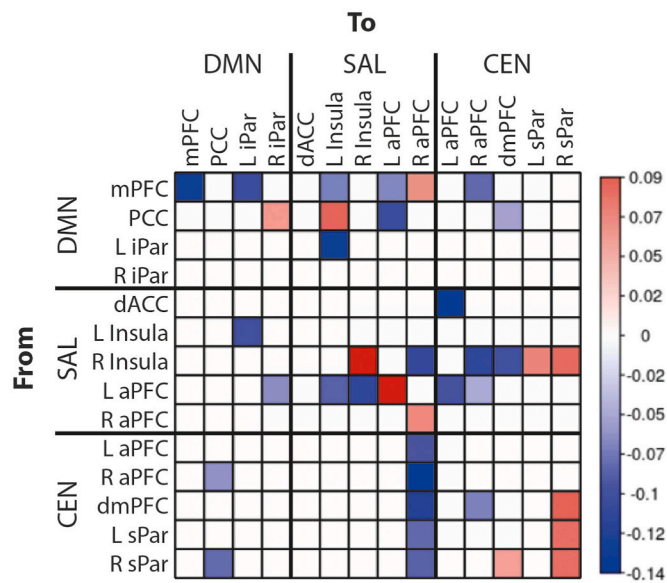 To
DMN SAL CEN
mPFC PCC L iPar R iPar dACC L Insula R Insula L aPFC R aPFC L aPFC R aPFC dmPFC L sPar R sPar
From
DMN
mPFC
PCC
L iPar
R iPar
SAL
dACC
L Insula
R Insula
L aPFC
R aPFC
CEN
L aPFC
R aPFC
dmPFC
L sPar
R sPar
0.09
0.07
0.05
0.02
0
-0.02
-0.05
-0.07
-0.1
-0.12
-0.14